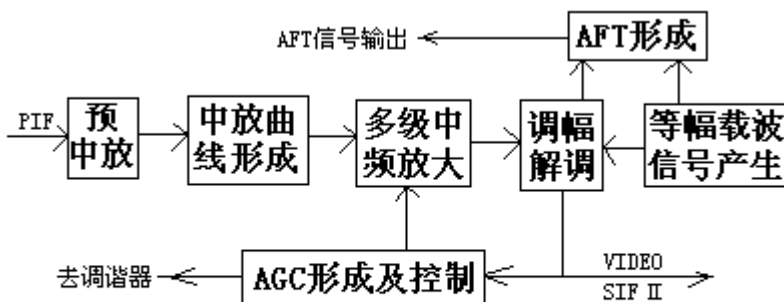 AFT信号输出
AFT形成
PIF
预
中放
中放曲
线形成
多级中
频放大
调幅
解调
等幅载波
信号产生
去调谐器
AGC形成及控制
VIDEO
SIF II